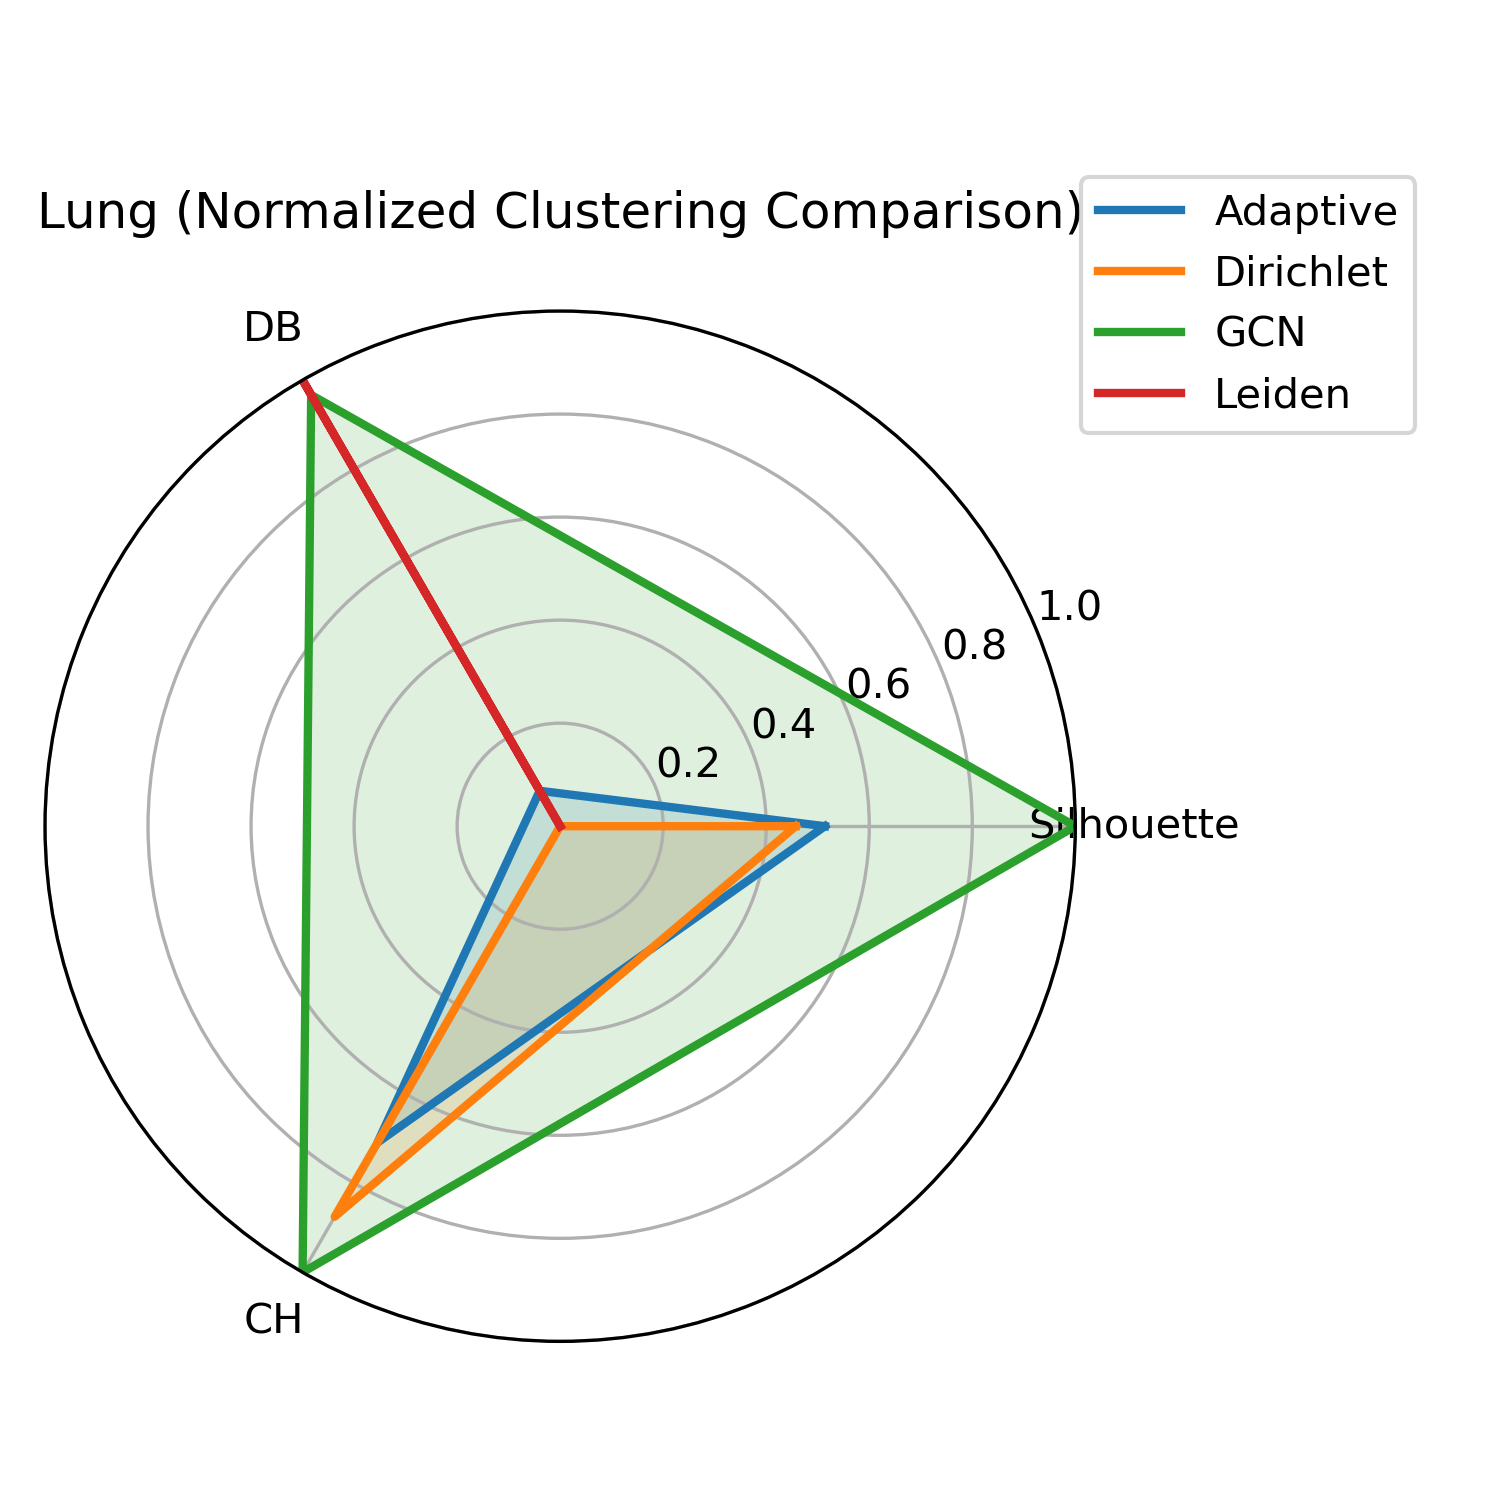 Lung (Normalized Clustering Comparison)
Adaptive
Dirichlet
GCN
Leiden
DB
1.0
0.8
0.6
0.4
0.2
Silhouette
CH